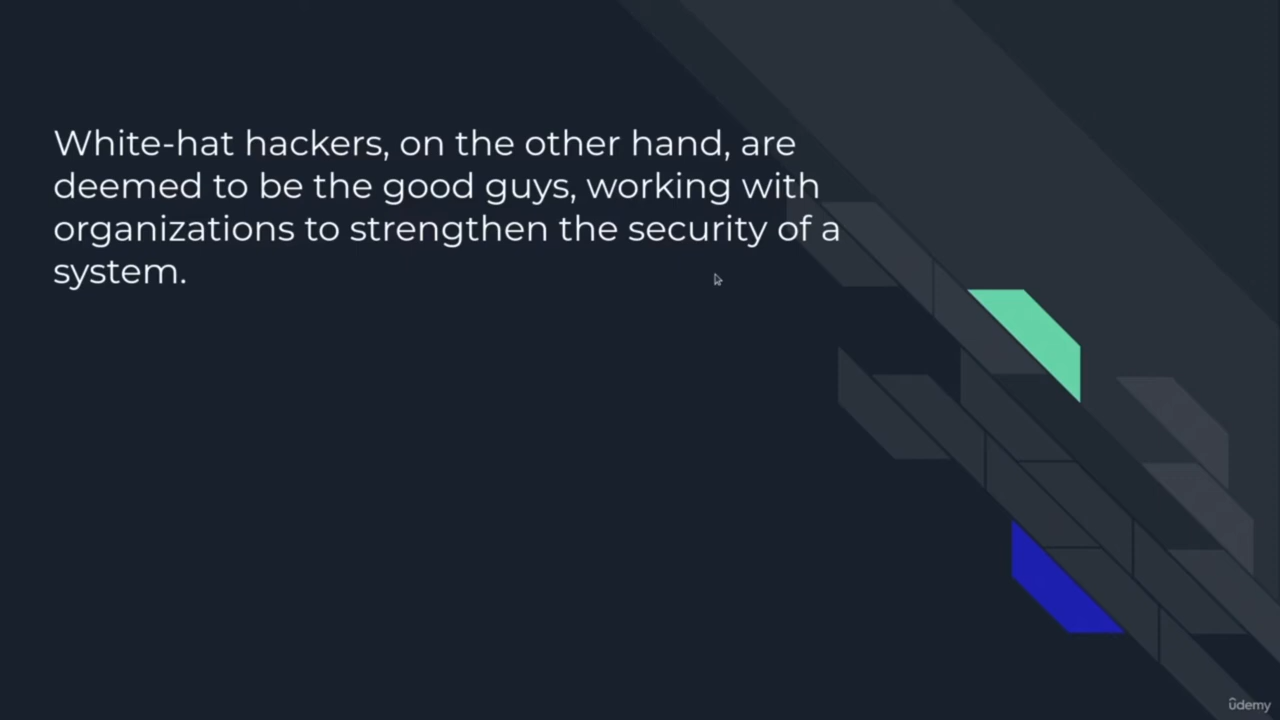 White-hat hackers, on the other hand, are
deemed to be the good guys, working with
organizations to strengthen the security of a
system.
ûdemy